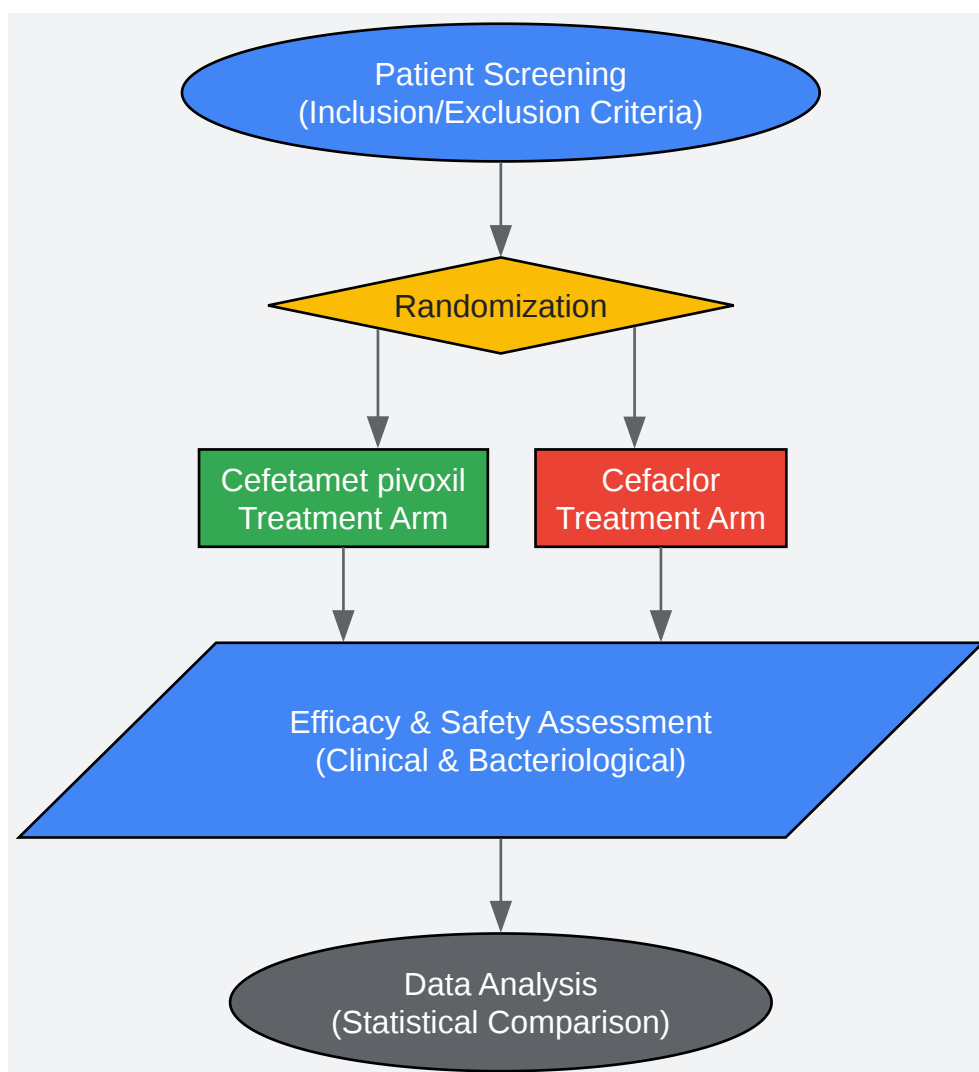 Patient Screening
(Inclusion/Exclusion Criteria)
Randomization
Cefetamet pivoxil
Treatment Arm
Cefaclor
Treatment Arm
Efficacy & Safety Assessment
(Clinical & Bacteriological)
Data Analysis
(Statistical Comparison)